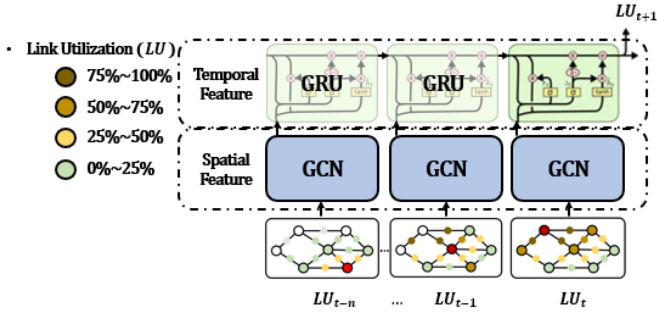 LU_{t+1}
· Link Utilization (LU)
75%~100%
50%~75%
25%~50%
0%~25%
Temporal
Feature
GRU
GRU
σ
σ
tanh
Spatial
Feature
GCN
GCN
GCN
...
LU_{t-n} ... LU_{t-1} LU_t